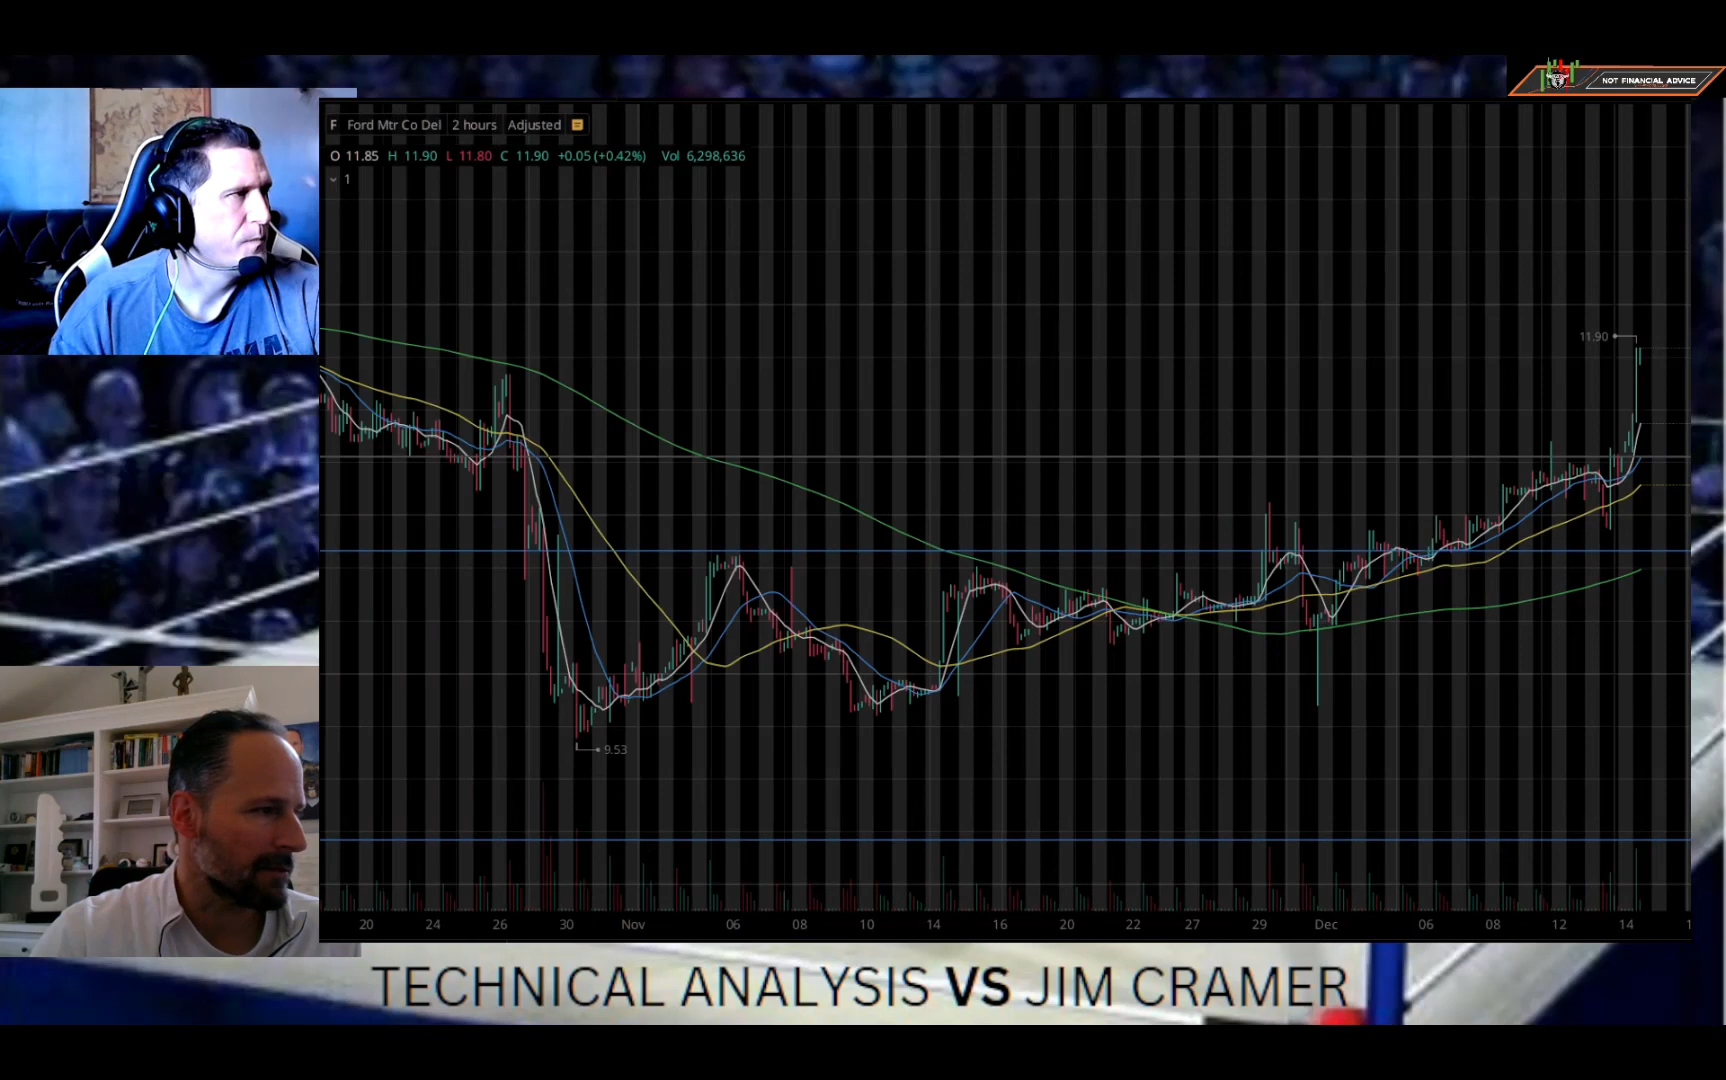 NOT FINANCIAL ADVICE
F Ford Mtr Co Del 2 hours Adjusted
O 11.85 H 11.90 L 11.80 C 11.90 +0.05 (+0.42%) Vol 6,298,636
1
11.90
9.53
20 24 26 30 Nov 06 08 10 14 16 20 22 27 29 Dec 06 08 12 14 1
TECHNICAL ANALYSIS VS JIM CRAMER